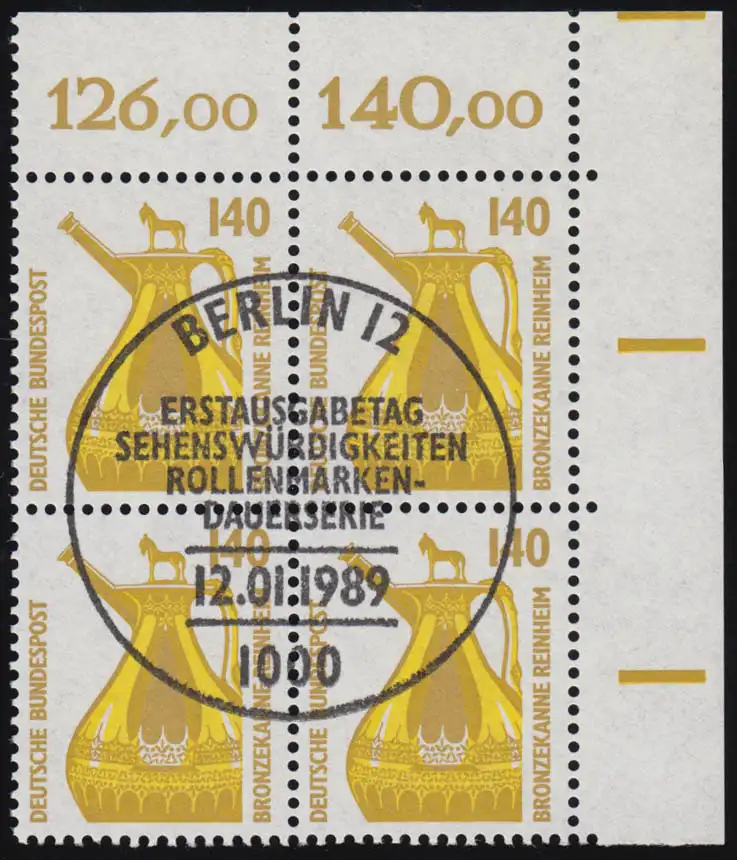 126,00 140,00
140 140
DEUTSCHE BUNDESPOST
BRONZEKANNE REINHEIM
DEUTSCHE BUNDESPOST
BRONZEKANNE REINHEIM
BERLIN 12
ERSTAUSGABETAG
SEHENSWÜRDIGKEITEN
ROLLENMARKEN-
DAUERSERIE
12.01.1989
1000
140 140
DEUTSCHE BUNDESPOST
BRONZEKANNE REINHEIM
DEUTSCHE BUNDESPOST
BRONZEKANNE REINHEIM